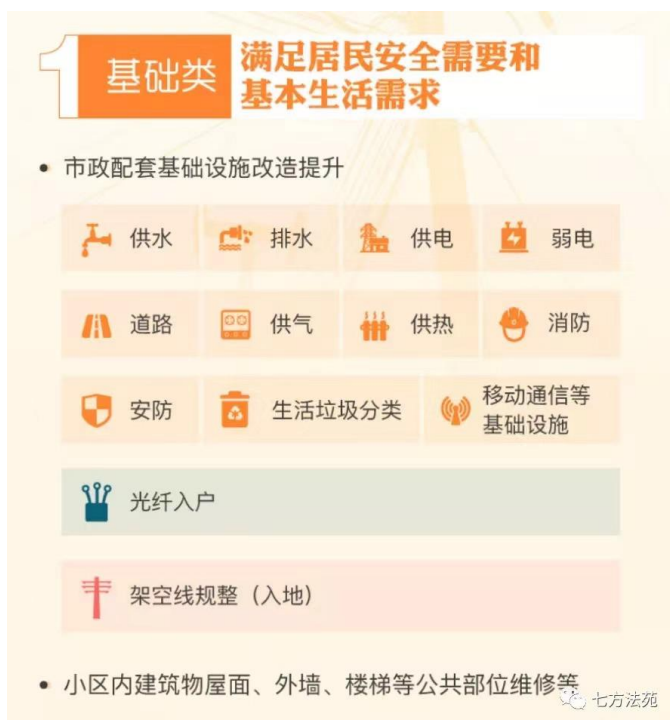 1 基础类 满足居民安全需要和
基本生活需求
• 市政配套基础设施改造提升
供水 排水 供电 弱电
道路 供气 供热 消防
安防 生活垃圾分类 移动通信等
基础设施
光纤入户
架空线规整（入地）
• 小区内建筑物屋面、外墙、楼梯等公共部位维修等
七方法苑